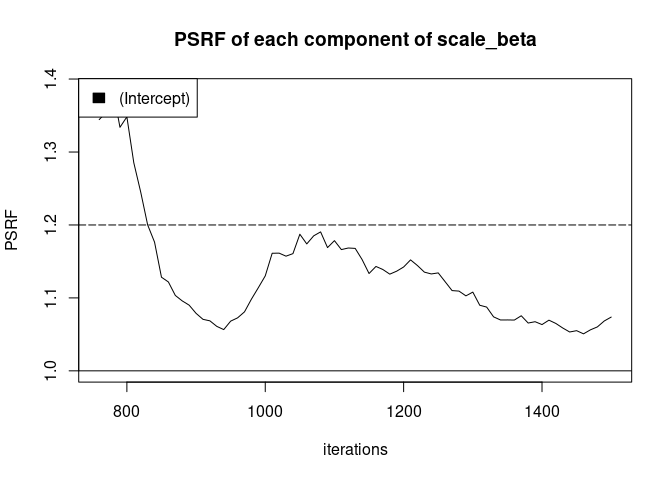 PSRF of each component of scale_beta
(Intercept)
PSRF
1.4
1.3
1.2
1.1
1.0
800 1000 1200 1400
iterations